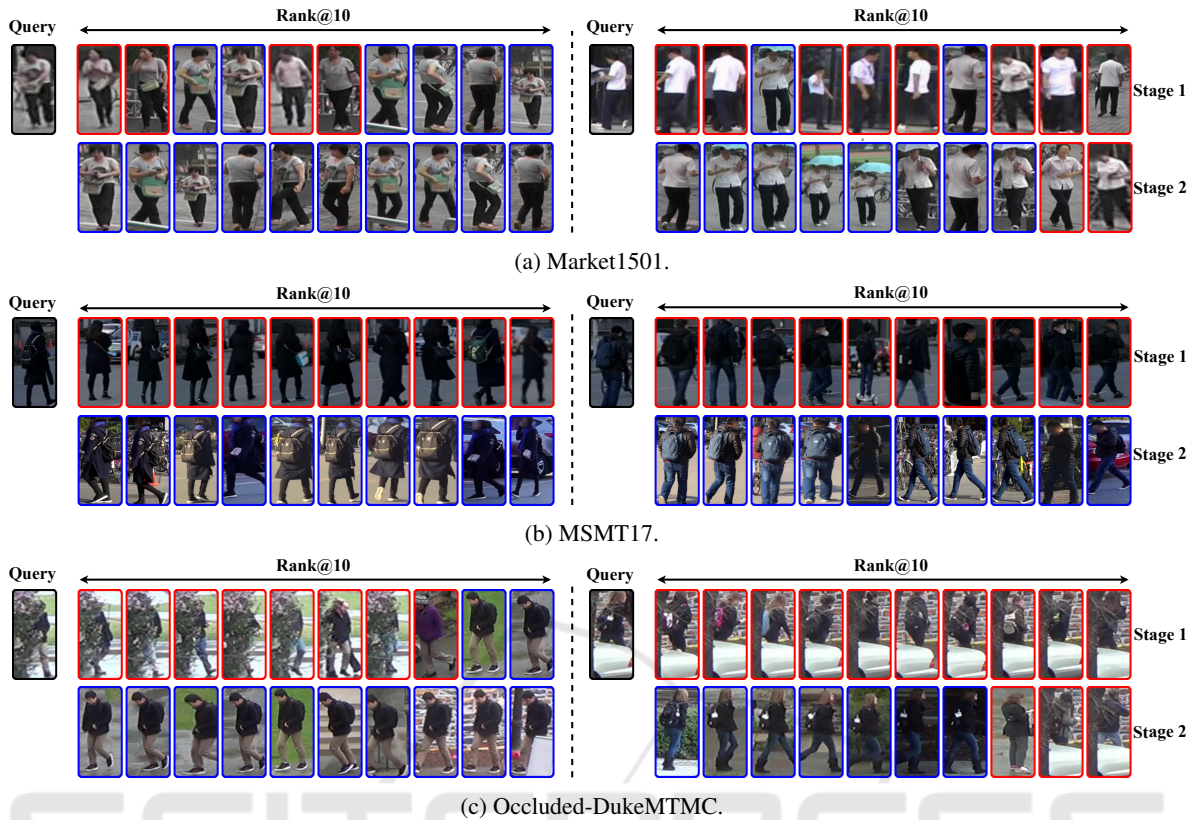 Query Rank@10 Query Rank@10
Stage 1
Stage 2
(a) Market1501.
Query Rank@10 Query Rank@10
Stage 1
Stage 2
(b) MSMT17.
Query Rank@10 Query Rank@10
Stage 1
Stage 2
(c) Occluded-DukeMTMC.